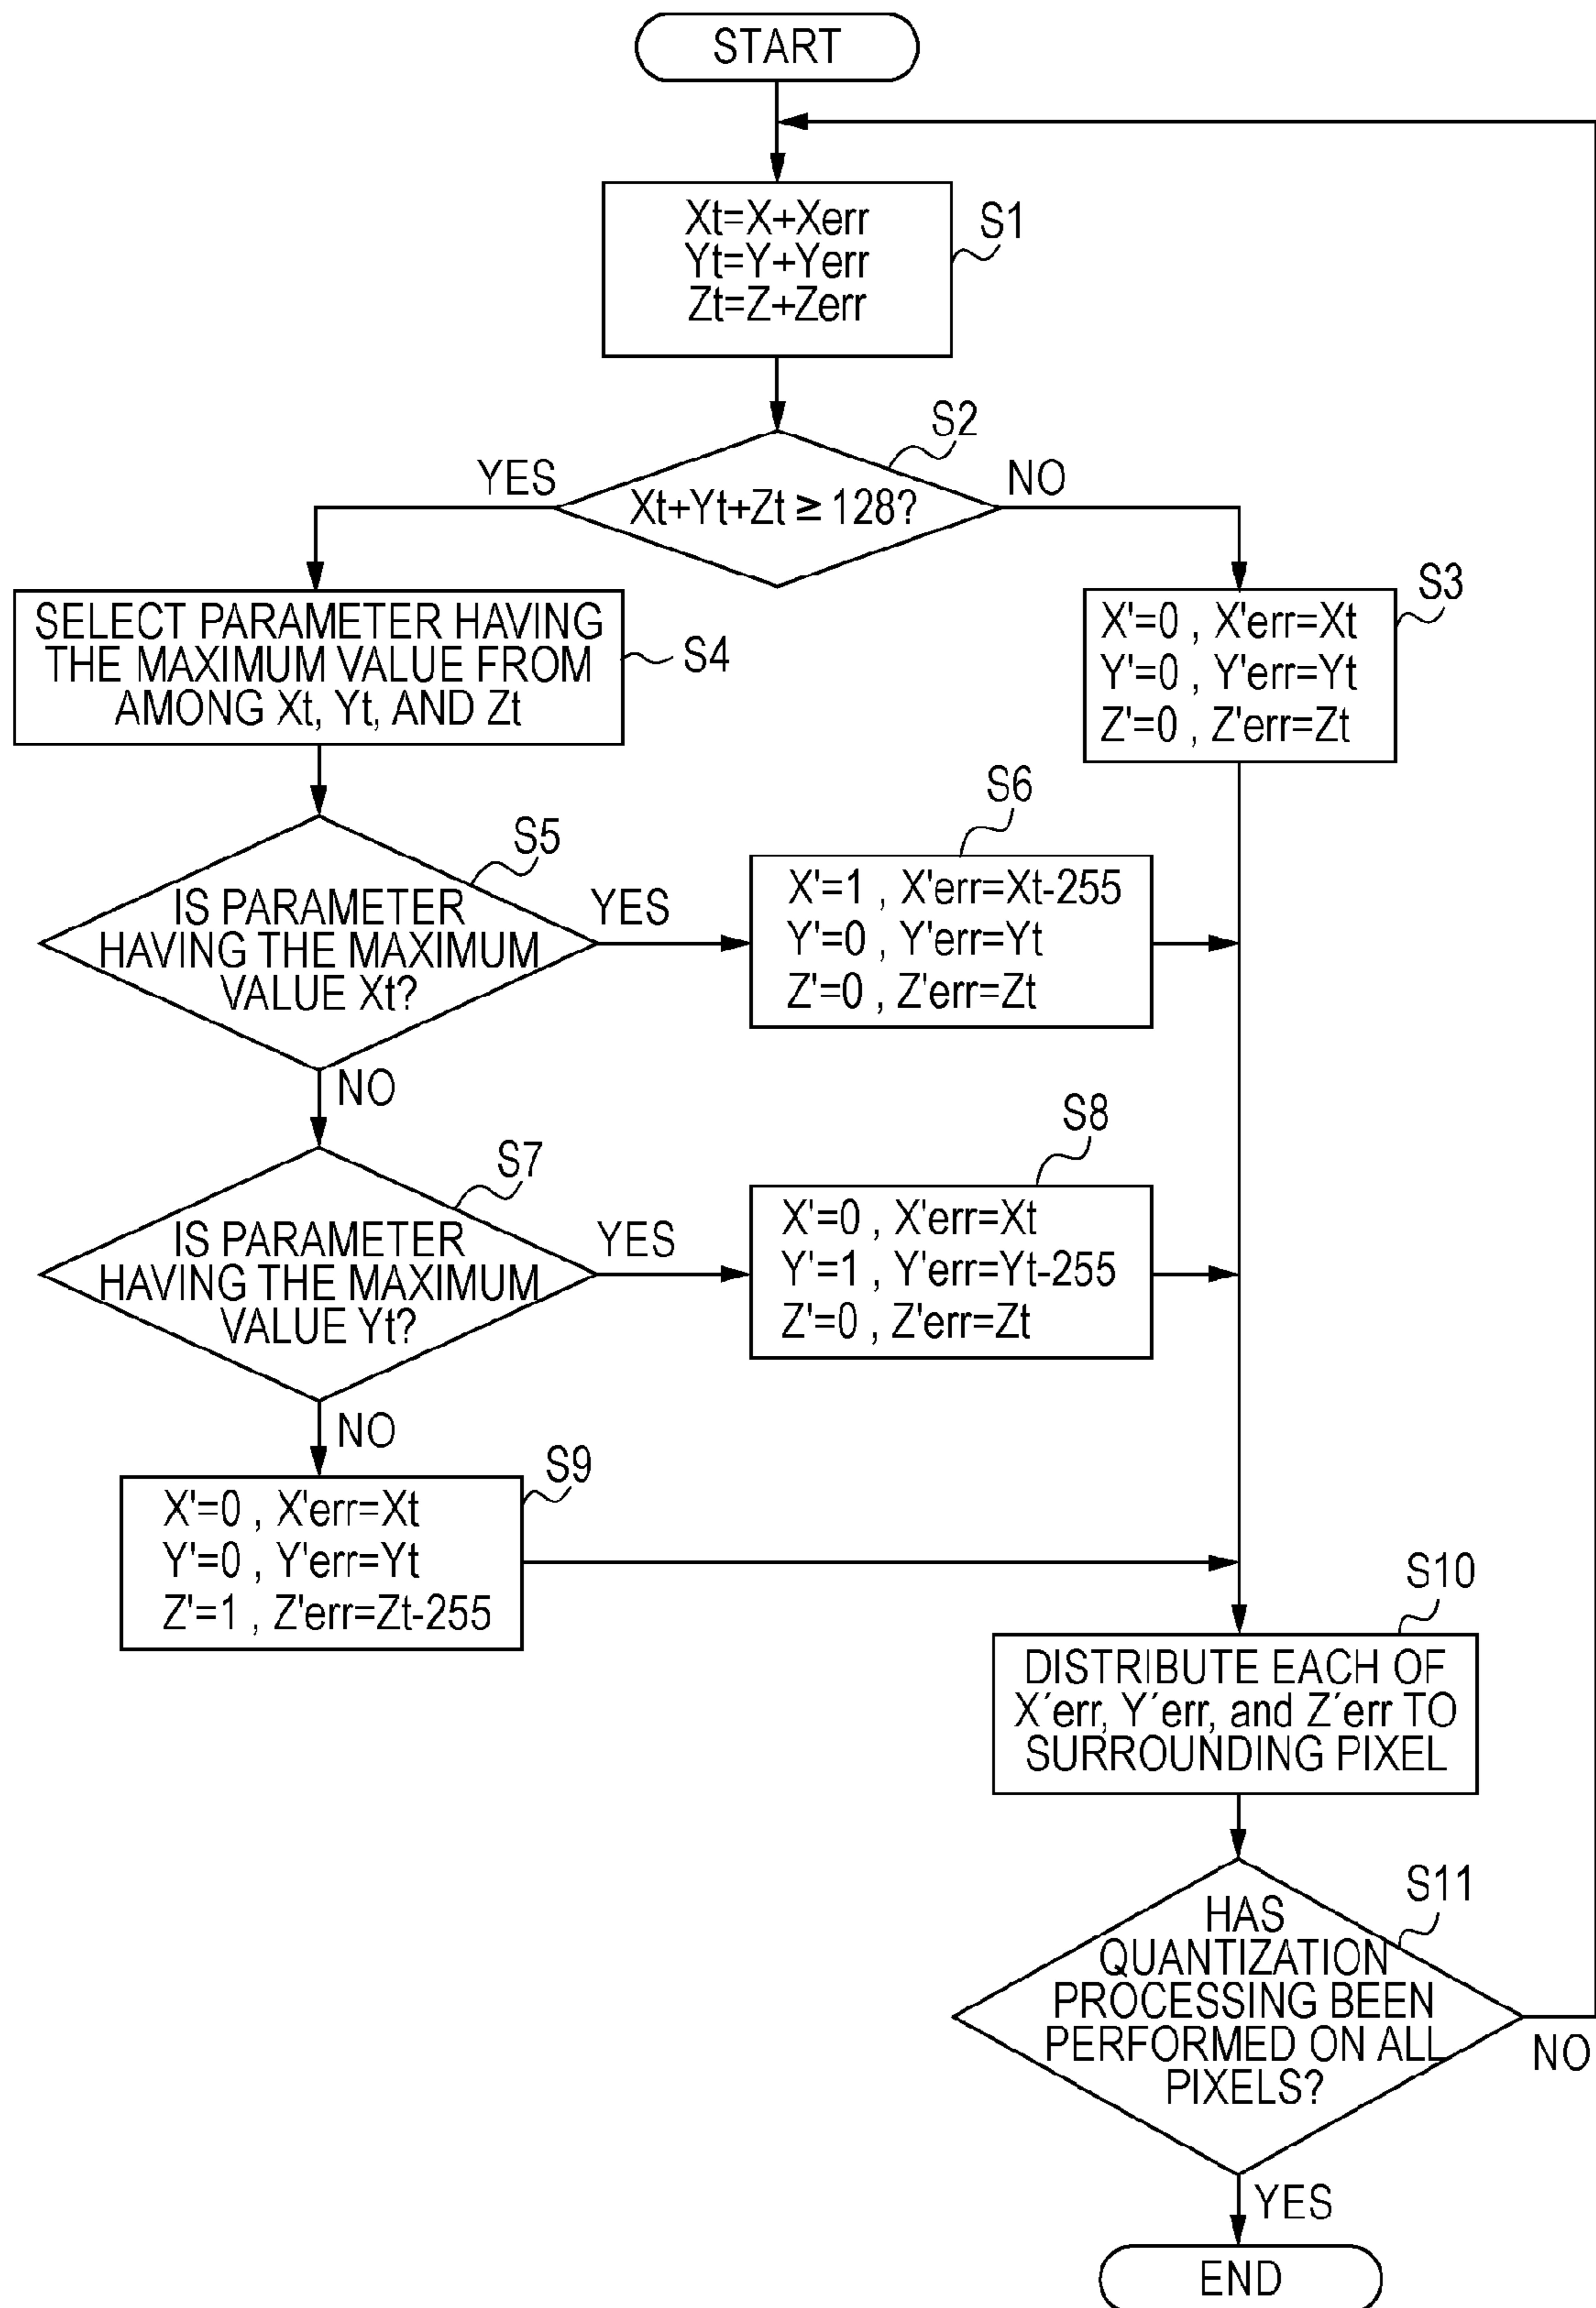 START
Xt=X+Xerr
Yt=Y+Yerr
Zt=Z+Zerr
S1
S2
YES
Xt+Yt+Zt ≥ 128?
NO
SELECT PARAMETER HAVING
THE MAXIMUM VALUE FROM
AMONG Xt, Yt, AND Zt
S4
S3
X'=0 , X'err=Xt
Y'=0 , Y'err=Yt
Z'=0 , Z'err=Zt
S5
IS PARAMETER
HAVING THE MAXIMUM
VALUE Xt?
YES
NO
S6
X'=1 , X'err=Xt-255
Y'=0 , Y'err=Yt
Z'=0 , Z'err=Zt
S7
IS PARAMETER
HAVING THE MAXIMUM
VALUE Yt?
YES
NO
S8
X'=0 , X'err=Xt
Y'=1 , Y'err=Yt-255
Z'=0 , Z'err=Zt
S9
X'=0 , X'err=Xt
Y'=0 , Y'err=Yt
Z'=1 , Z'err=Zt-255
S10
DISTRIBUTE EACH OF
X´err, Y´err, and Z´err TO
SURROUNDING PIXEL
S11
HAS
QUANTIZATION
PROCESSING BEEN
PERFORMED ON ALL
PIXELS?
NO
YES
END